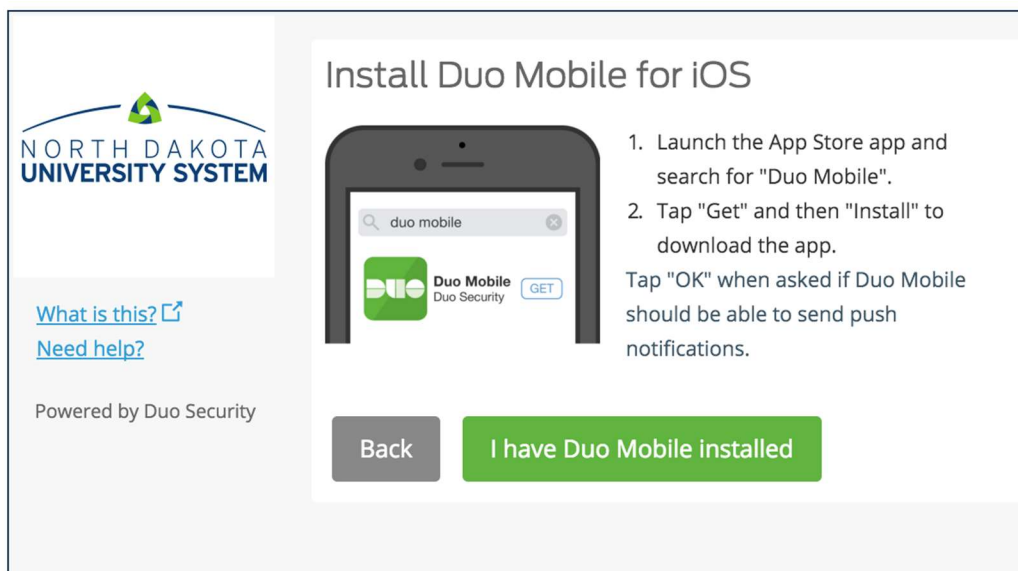 NORTH DAKOTA
UNIVERSITY SYSTEM
What is this?
Need help?
Powered by Duo Security
Install Duo Mobile for iOS
duo mobile
DUO
Duo Mobile
Duo Security
GET
1. Launch the App Store app and
search for "Duo Mobile".
2. Tap "Get" and then "Install" to
download the app.
Tap "OK" when asked if Duo Mobile
should be able to send push
notifications.
Back
I have Duo Mobile installed